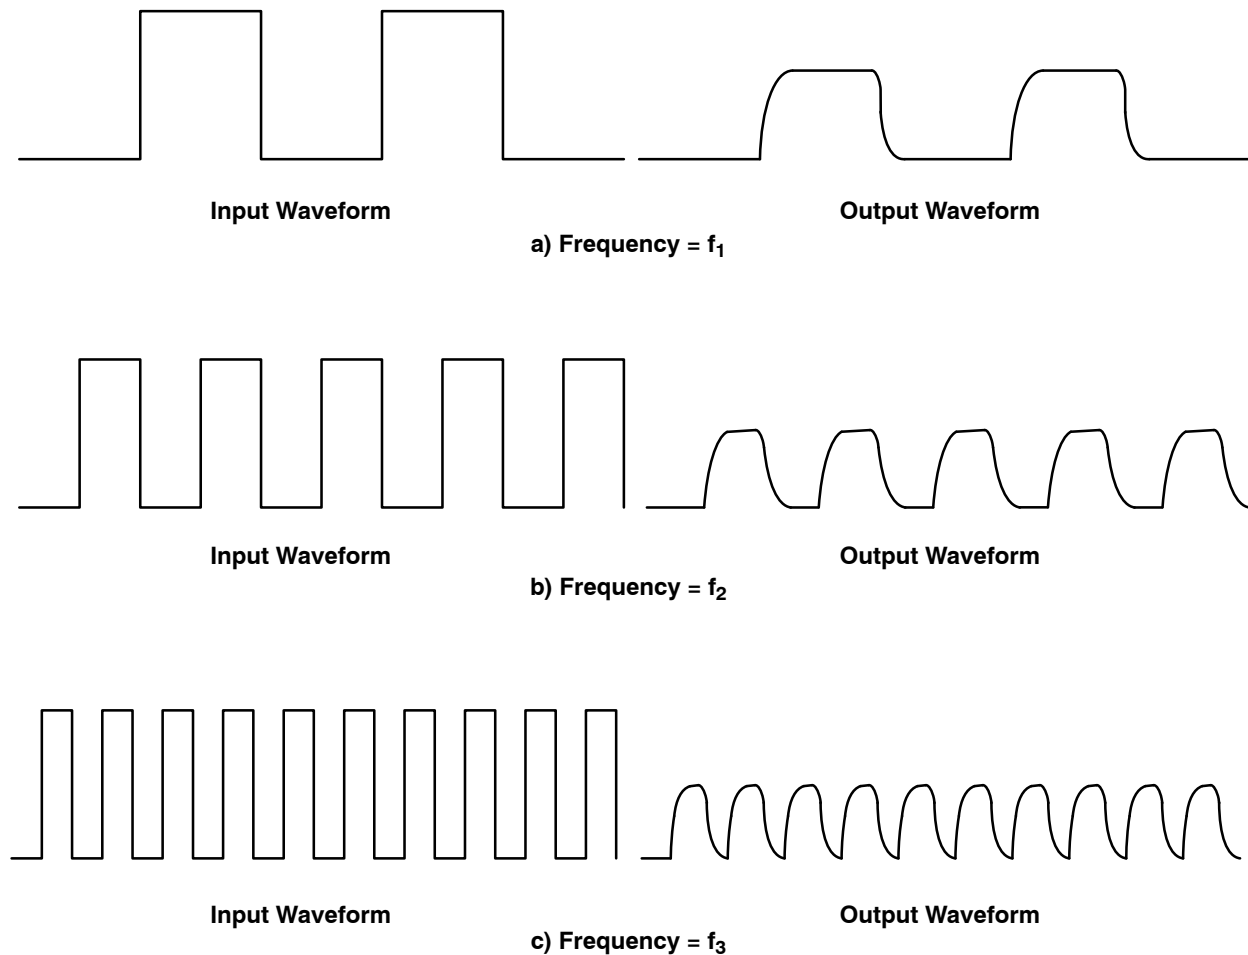 Input Waveform
Output Waveform
a) Frequency = f₁
Input Waveform
Output Waveform
b) Frequency = f₂
Input Waveform
Output Waveform
c) Frequency = f₃